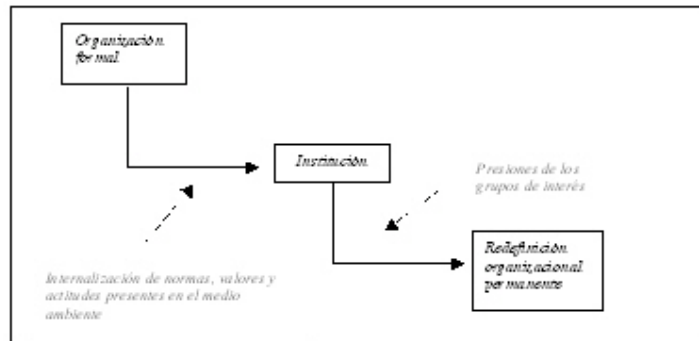 Organización
formal
Institución
Presiones de los
grupos de interés
Redefinición
organizacional
permanente
Internalización de normas, valores y
actitudes presentes en el medio
ambiente